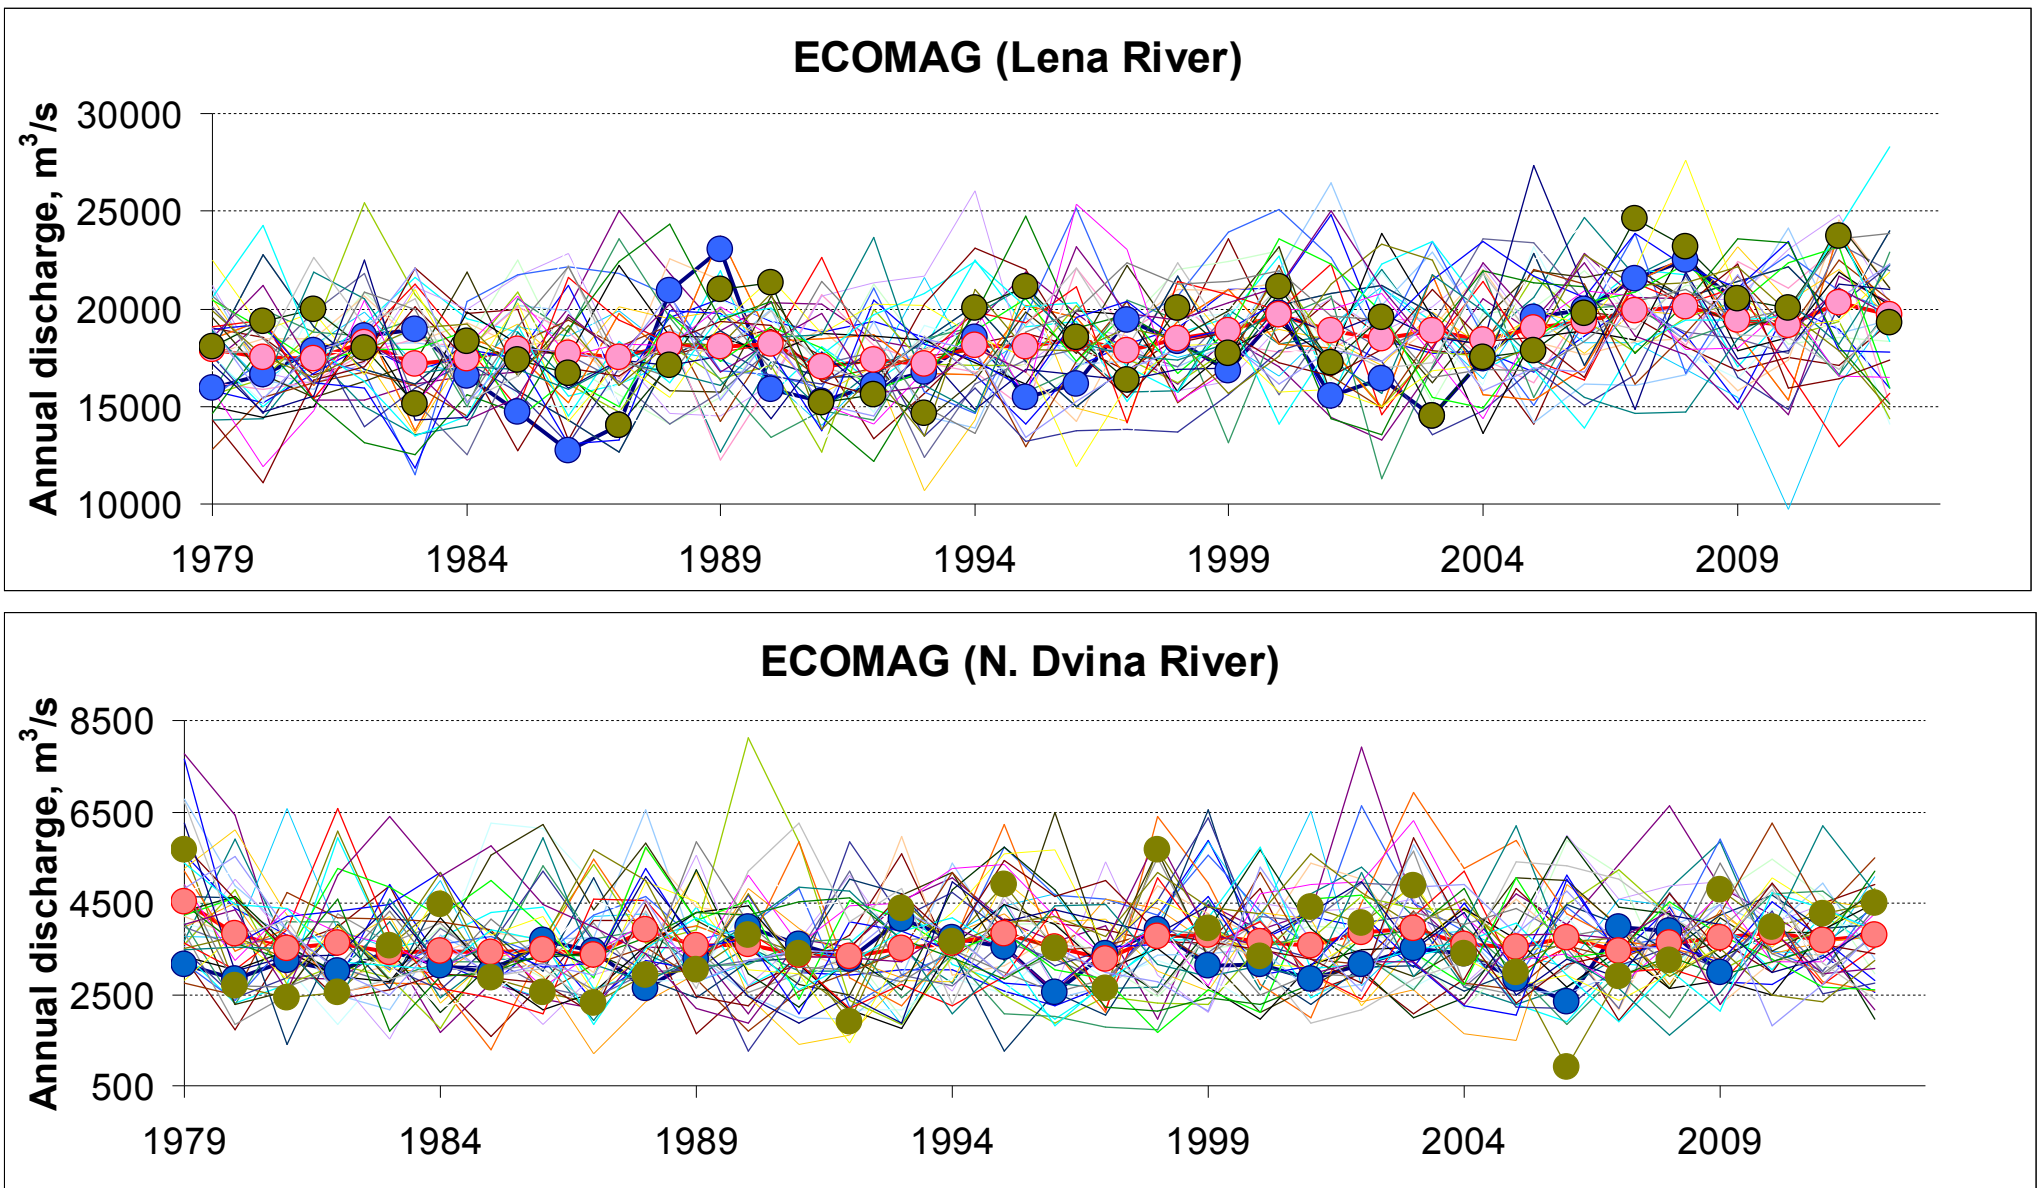 ECOMAG (Lena River)
Annual discharge, m³/s
30000
25000
20000
15000
10000
1979 1984 1989 1994 1999 2004 2009
ECOMAG (N. Dvina River)
Annual discharge, m³/s
8500
6500
4500
2500
500
1979 1984 1989 1994 1999 2004 2009